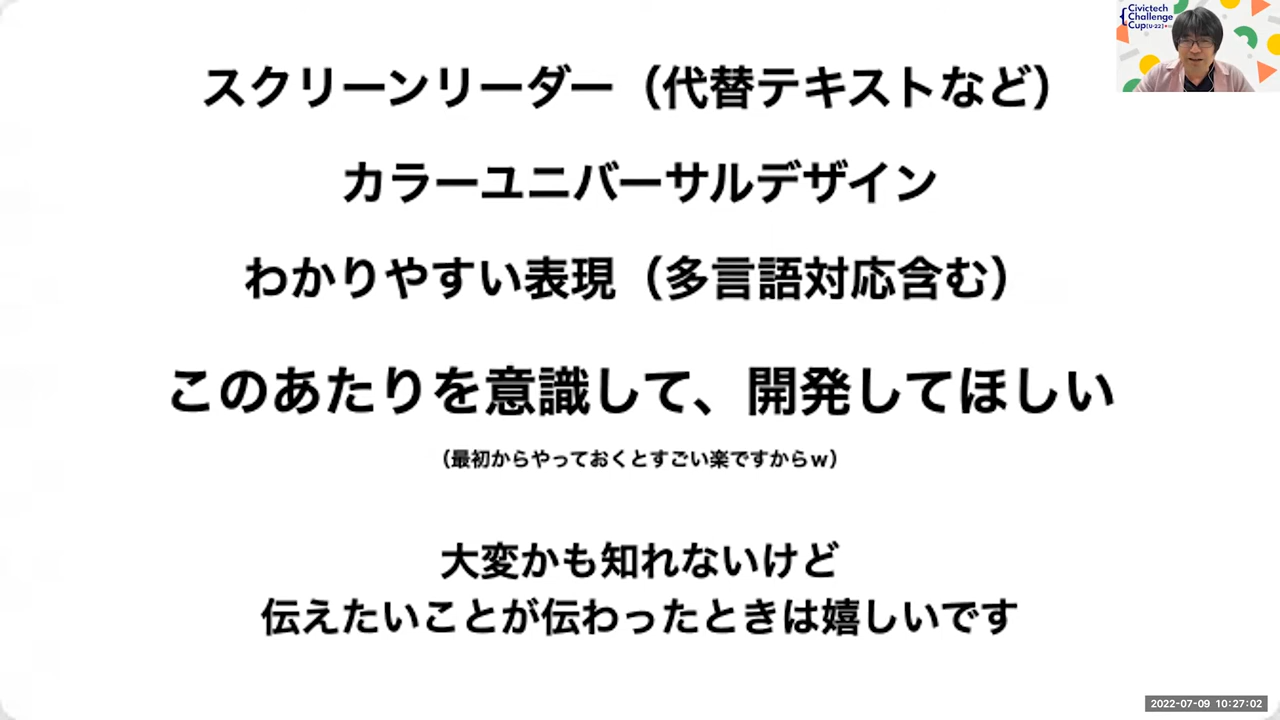 Civictech
Challenge
Cup[U-22]
スクリーンリーダー（代替テキストなど）
カラーユニバーサルデザイン
わかりやすい表現（多言語対応含む）
このあたりを意識して、開発してほしい
（最初からやっておくとすごい楽ですからｗ）
大変かも知れないけど
伝えたいことが伝わったときは嬉しいです
2022-07-09 10:27:02